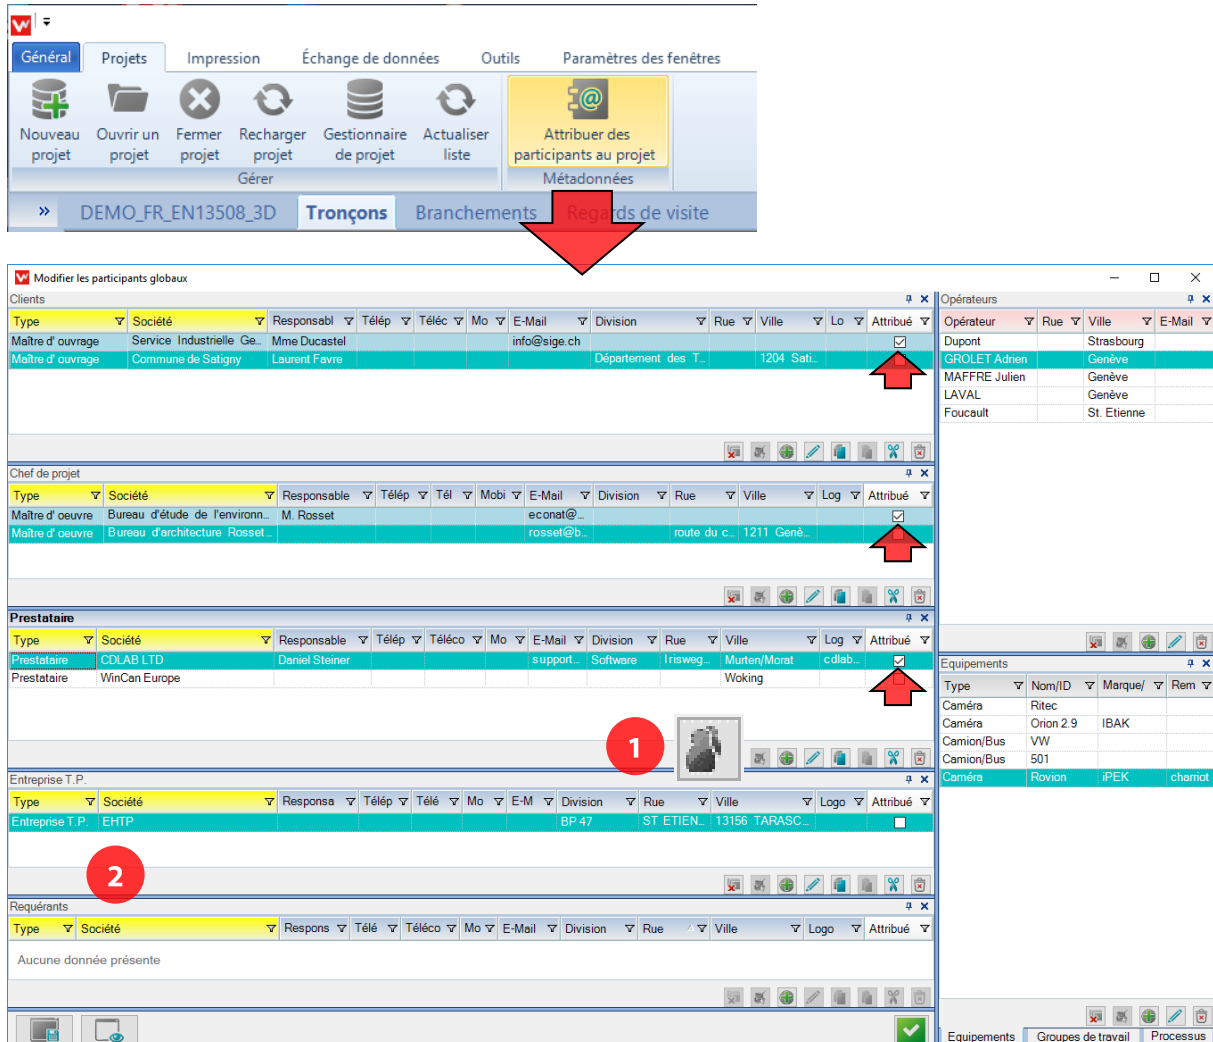 Général Projets Impression Échange de données Outils Paramètres des fenêtres
Nouveau projet Ouvrir un projet Fermer projet Recharger projet Gestionnaire de projet Actualiser liste Attribuer des participants au projet
Gérer Métadonnées
» DEMO_FR_EN13508_3D Tronçons Branchements Regards de visite
Modifier les participants globaux
Clients
Type Société Responsabl Télép Téléc Mo E-Mail Division Rue Ville Lo Attribué
Maître d' ouvrage Service Industrielle Ge... Mme Ducastel info@sige.ch
Maître d' ouvrage Commune de Satigny Laurent Favre Département des T... 1204 Sati...
Chef de projet
Type Société Responsable Télép Tél Mobi E-Mail Division Rue Ville Log Attribué
Maître d' oeuvre Bureau d'étude de l'environn... M. Rosset econat@...
Maître d' oeuvre Bureau d'architecture Rosset... rosset@b... route du c... 1211 Genè...
Prestataire
Type Société Responsable Télép Téléco Mo E-Mail Division Rue Ville Log Attribué
Prestataire CDLAB LTD Daniel Steiner support... Software Irisweg... Murten/Morat cdlab...
Prestataire WinCan Europe Woking
1
Entreprise T.P.
Type Société Responsa Télép Télé Mo E-M Division Rue Ville Logo Attribué
Entreprise T.P. EHTP BP 47 ST ETIEN... 13156 TARASC...
2
Requérants
Type Société Respons Télé Téléco Mo E-Mail Division Rue Ville Logo Attribué
Aucune donnée présente
Opérateurs
Opérateur Rue Ville E-Mail
Dupont Strasbourg
GROLET Adrien Genève
MAFFRE Julien Genève
LAVAL Genève
Foucault St. Etienne
Equipements
Type Nom/ID Marque/ Rem
Caméra Ritec
Caméra Orion 2.9 IBAK
Camion/Bus VW
Camion/Bus 501
Caméra Rovion iPEK charriot
Equipements Groupes de travail Processus